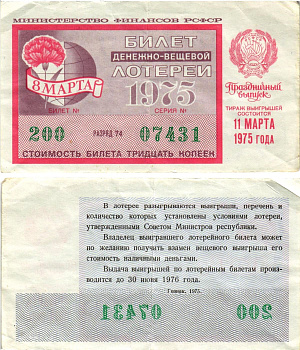 МИНИСТЕРСТВО ФИНАНСОВ РСФСР
БИЛЕТ
ДЕНЕЖНО-ВЕЩЕВОЙ
ЛОТЕРЕИ
8 МАРТА
1975
БИЛЕТ № СЕРИЯ №
200 РАЗРЯД 74 07431
СТОИМОСТЬ БИЛЕТА ТРИДЦАТЬ КОПЕЕК
Праздничный
выпуск
ТИРАЖ ВЫИГРЫШЕЙ
СОСТОИТСЯ
11 МАРТА
1975 ГОДА
В лотерее разыгрываются выигрыши, перечень и
количество которых установлены условиями лотереи,
утвержденными Советом Министров республики.
Владелец выигравшего лотерейного билета может
по желанию получить взамен вещевого выигрыша его
стоимость наличными деньгами.
Выдача выигрышей по лотерейным билетам производится
до 30 июня 1976 года.
Гознак. 1975.
07431 200